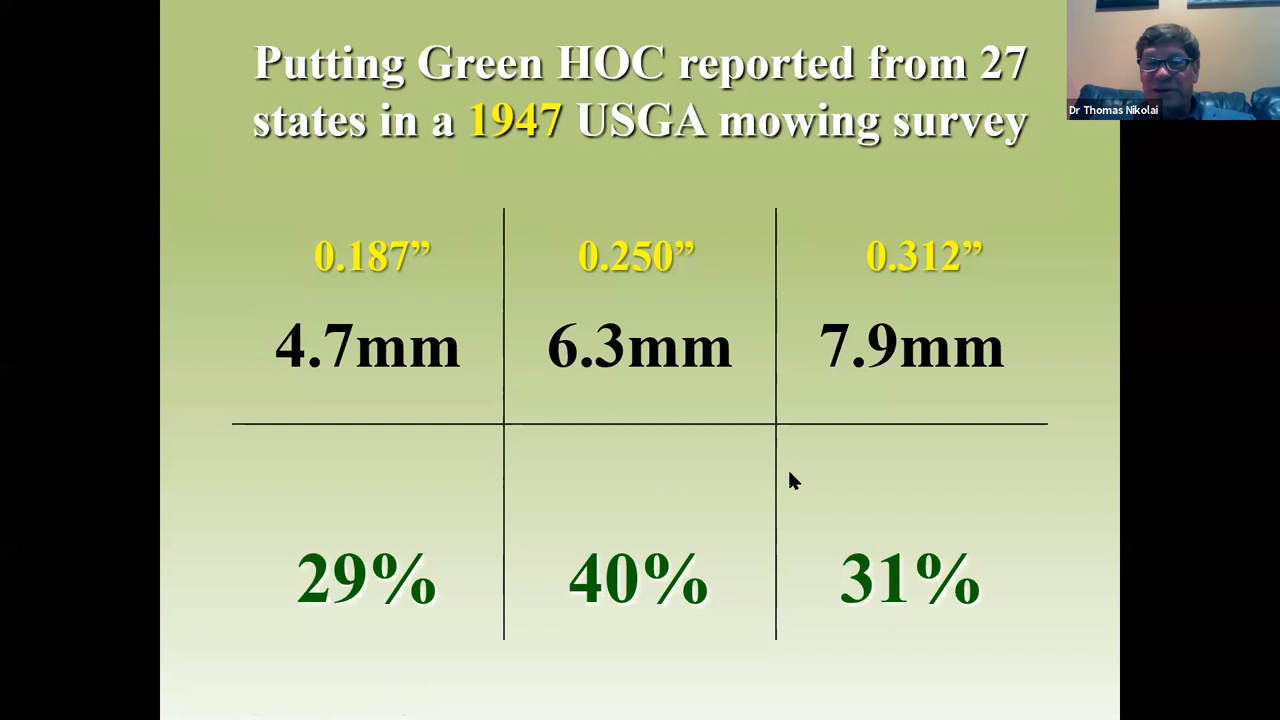 Putting Green HOC reported from 27
states in a 1947 USGA mowing survey
Dr Thomas Nikolai
0.187” 0.250” 0.312”
4.7mm 6.3mm 7.9mm
29% 40% 31%